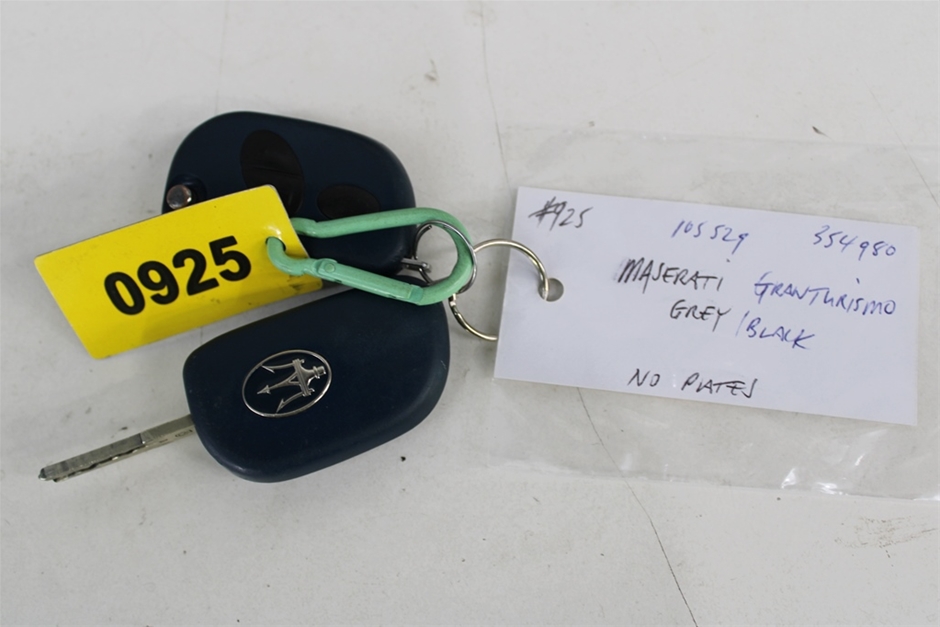 0925
#925 105529 354980
MASERATI GRANTURISMO
GREY / BLACK
NO PLATES